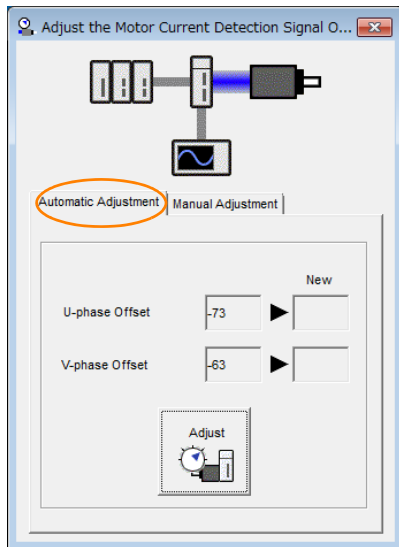 Adjust the Motor Current Detection Signal O...
Automatic Adjustment Manual Adjustment
New
U-phase Offset -73
V-phase Offset -63
Adjust